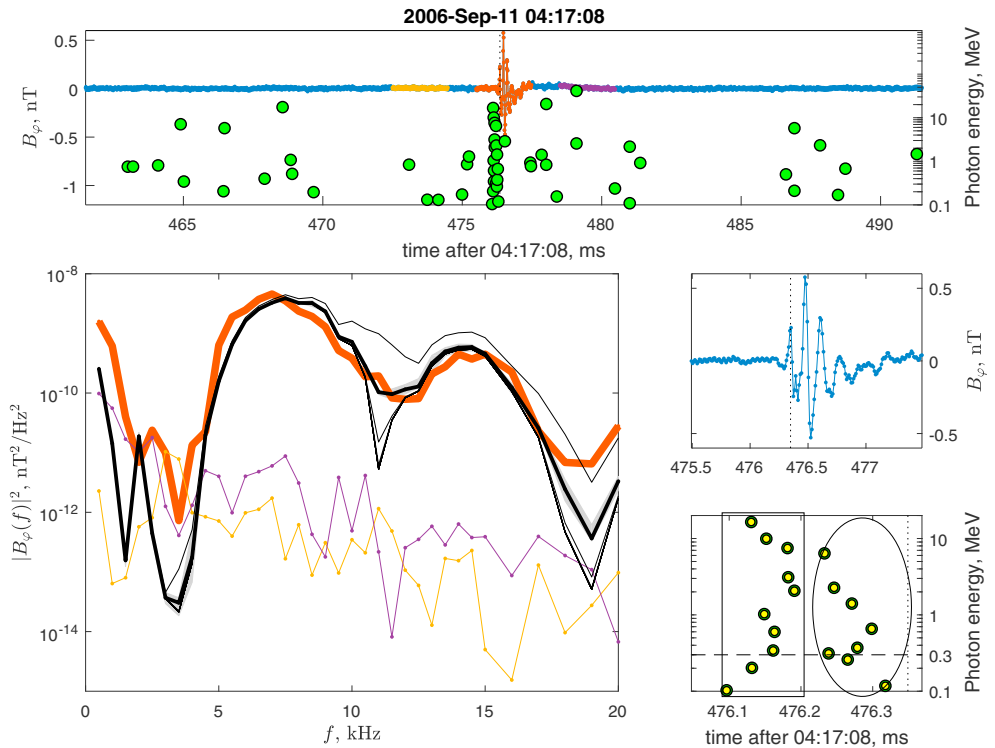 2006-Sep-11 04:17:08
0.5
0
-0.5
-1
B_φ, nT
10
1
0.1
Photon energy, MeV
465 470 475 480 485 490
time after 04:17:08, ms
10^-8
10^-10
10^-12
10^-14
|B_φ(f)|², nT²/Hz²
0 5 10 15 20
f, kHz
0.5
0
-0.5
B_φ, nT
475.5 476 476.5 477
10
1
0.3
0.1
Photon energy, MeV
476.1 476.2 476.3
time after 04:17:08, ms